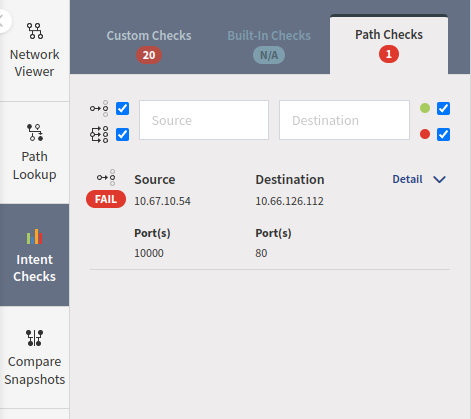 Network
Viewer
Path
Lookup
Intent
Checks
Compare
Snapshots
Custom Checks
20
Built-In Checks
N/A
Path Checks
1
Source
Destination
FAIL
Source
Destination
Detail
10.67.10.54
10.66.126.112
Port(s)
Port(s)
10000
80